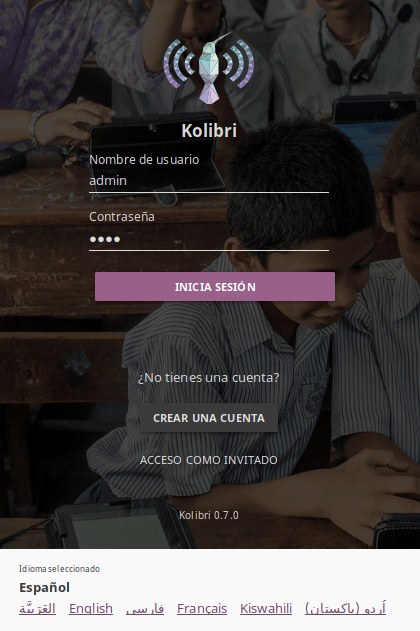 Kolibri
Nombre de usuario
admin
Contraseña
INICIA SESIÓN
¿No tienes una cuenta?
CREAR UNA CUENTA
ACCESO COMO INVITADO
Kolibri 0.7.0
Idioma seleccionado
Español
العَرَبِيَّة English فارسی Français Kiswahili اُردو (پاکستان)